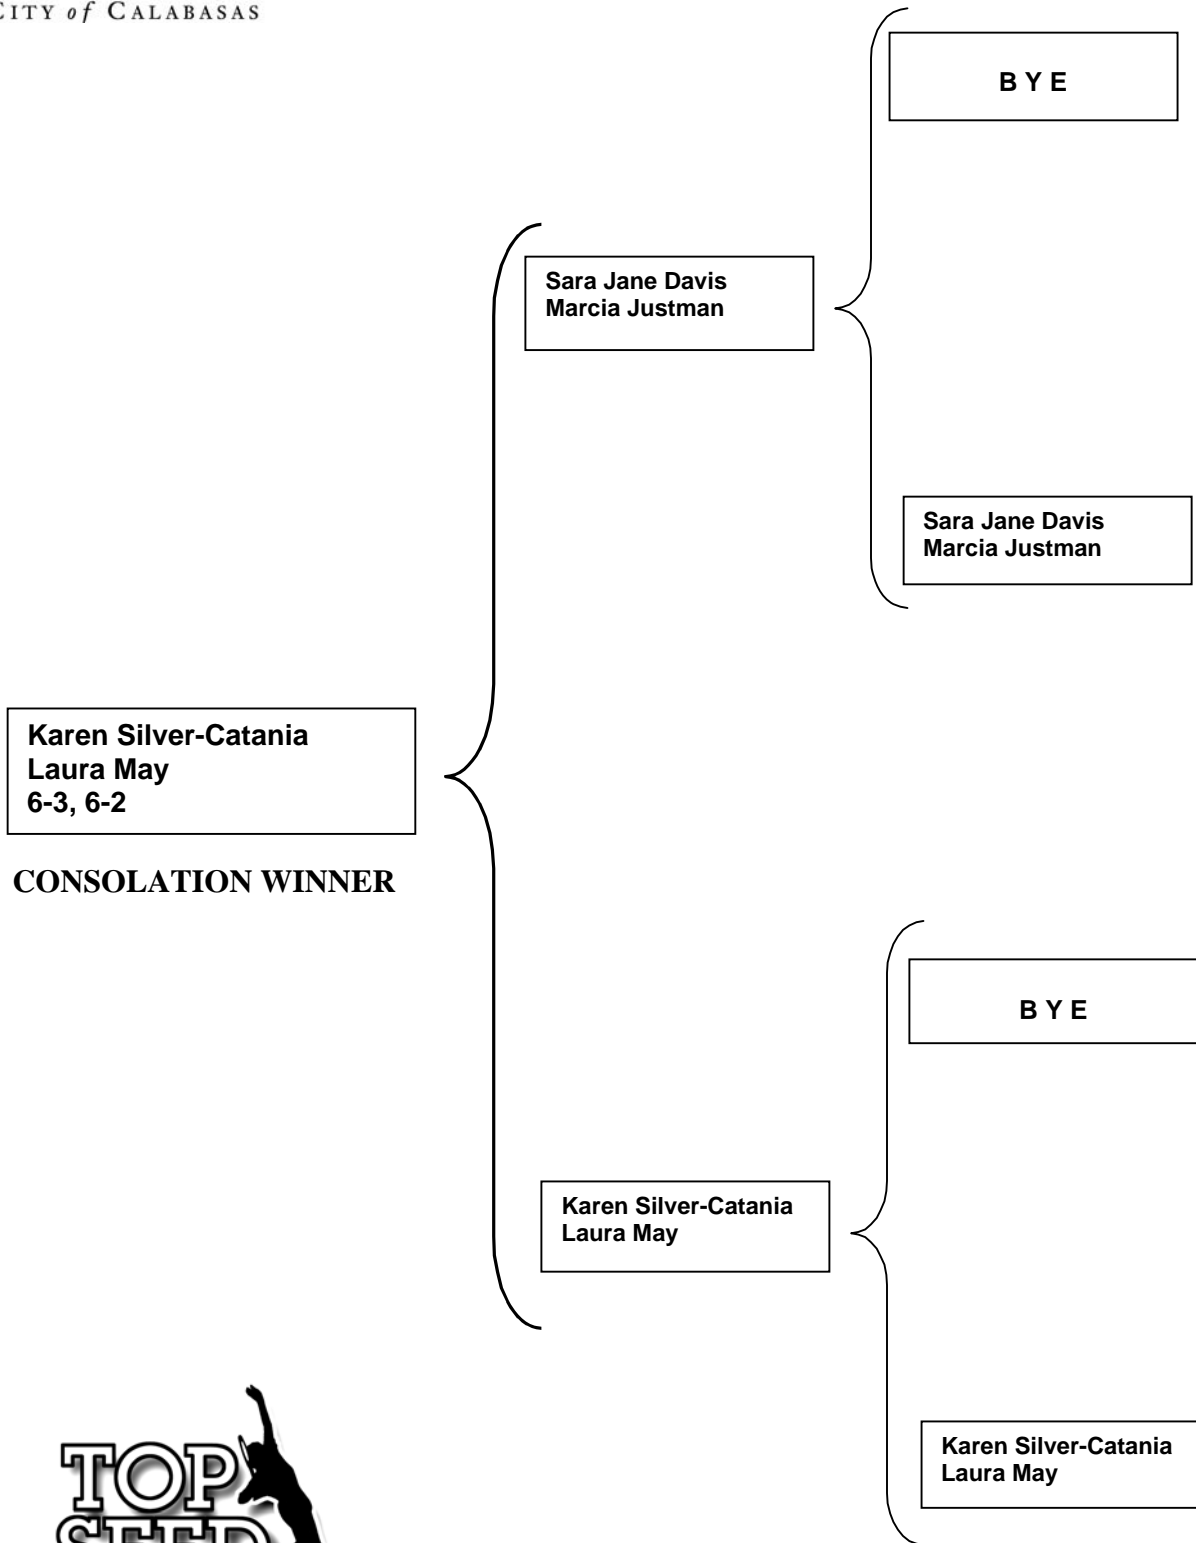 CITY of CALABASAS
B Y E
Sara Jane Davis
Marcia Justman
Sara Jane Davis
Marcia Justman
Karen Silver-Catania
Laura May
6-3, 6-2
CONSOLATION WINNER
B Y E
Karen Silver-Catania
Laura May
Karen Silver-Catania
Laura May
TOP
SEED